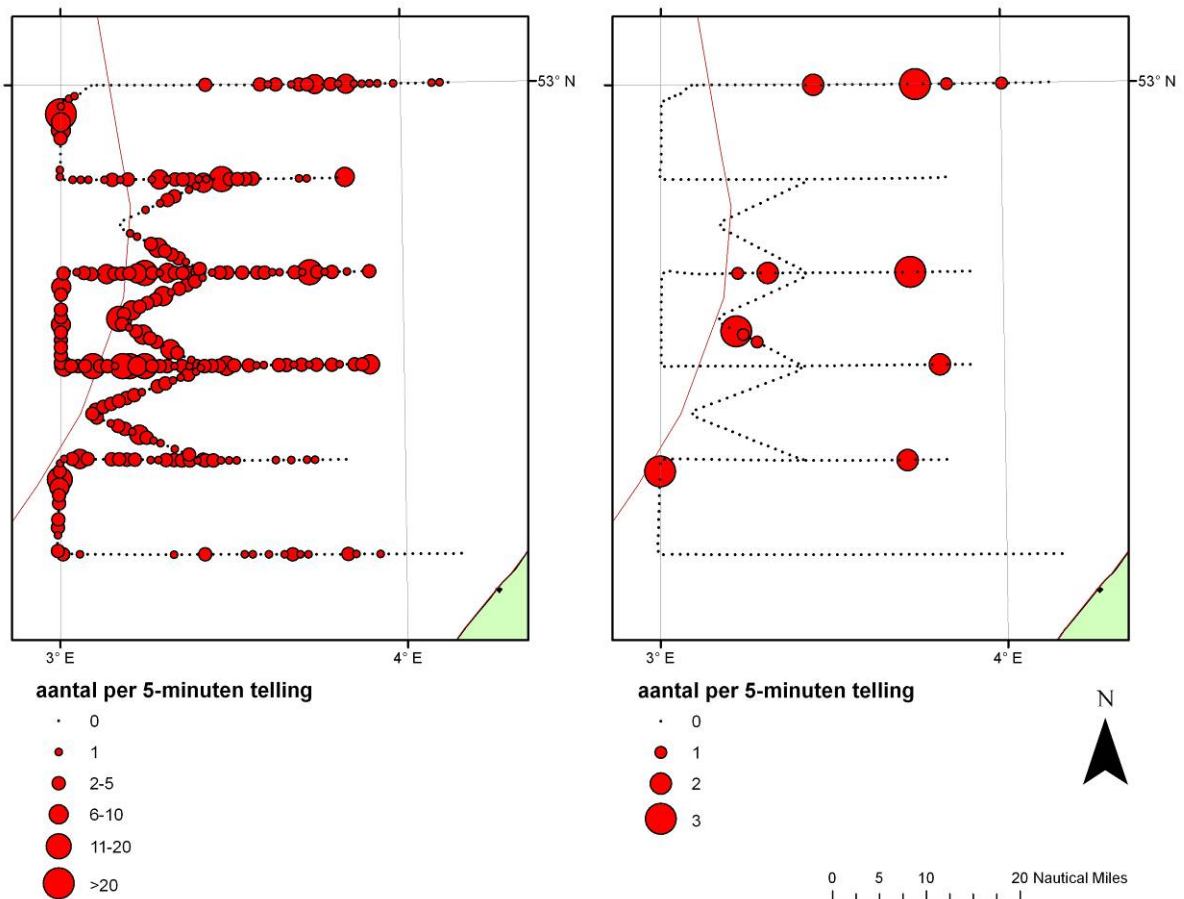 53° N
53° N
3° E
4° E
3° E
4° E
aantal per 5-minuten telling
0
1
2-5
6-10
11-20
>20
aantal per 5-minuten telling
0
1
2
3
N
0 5 10 20 Nautical Miles